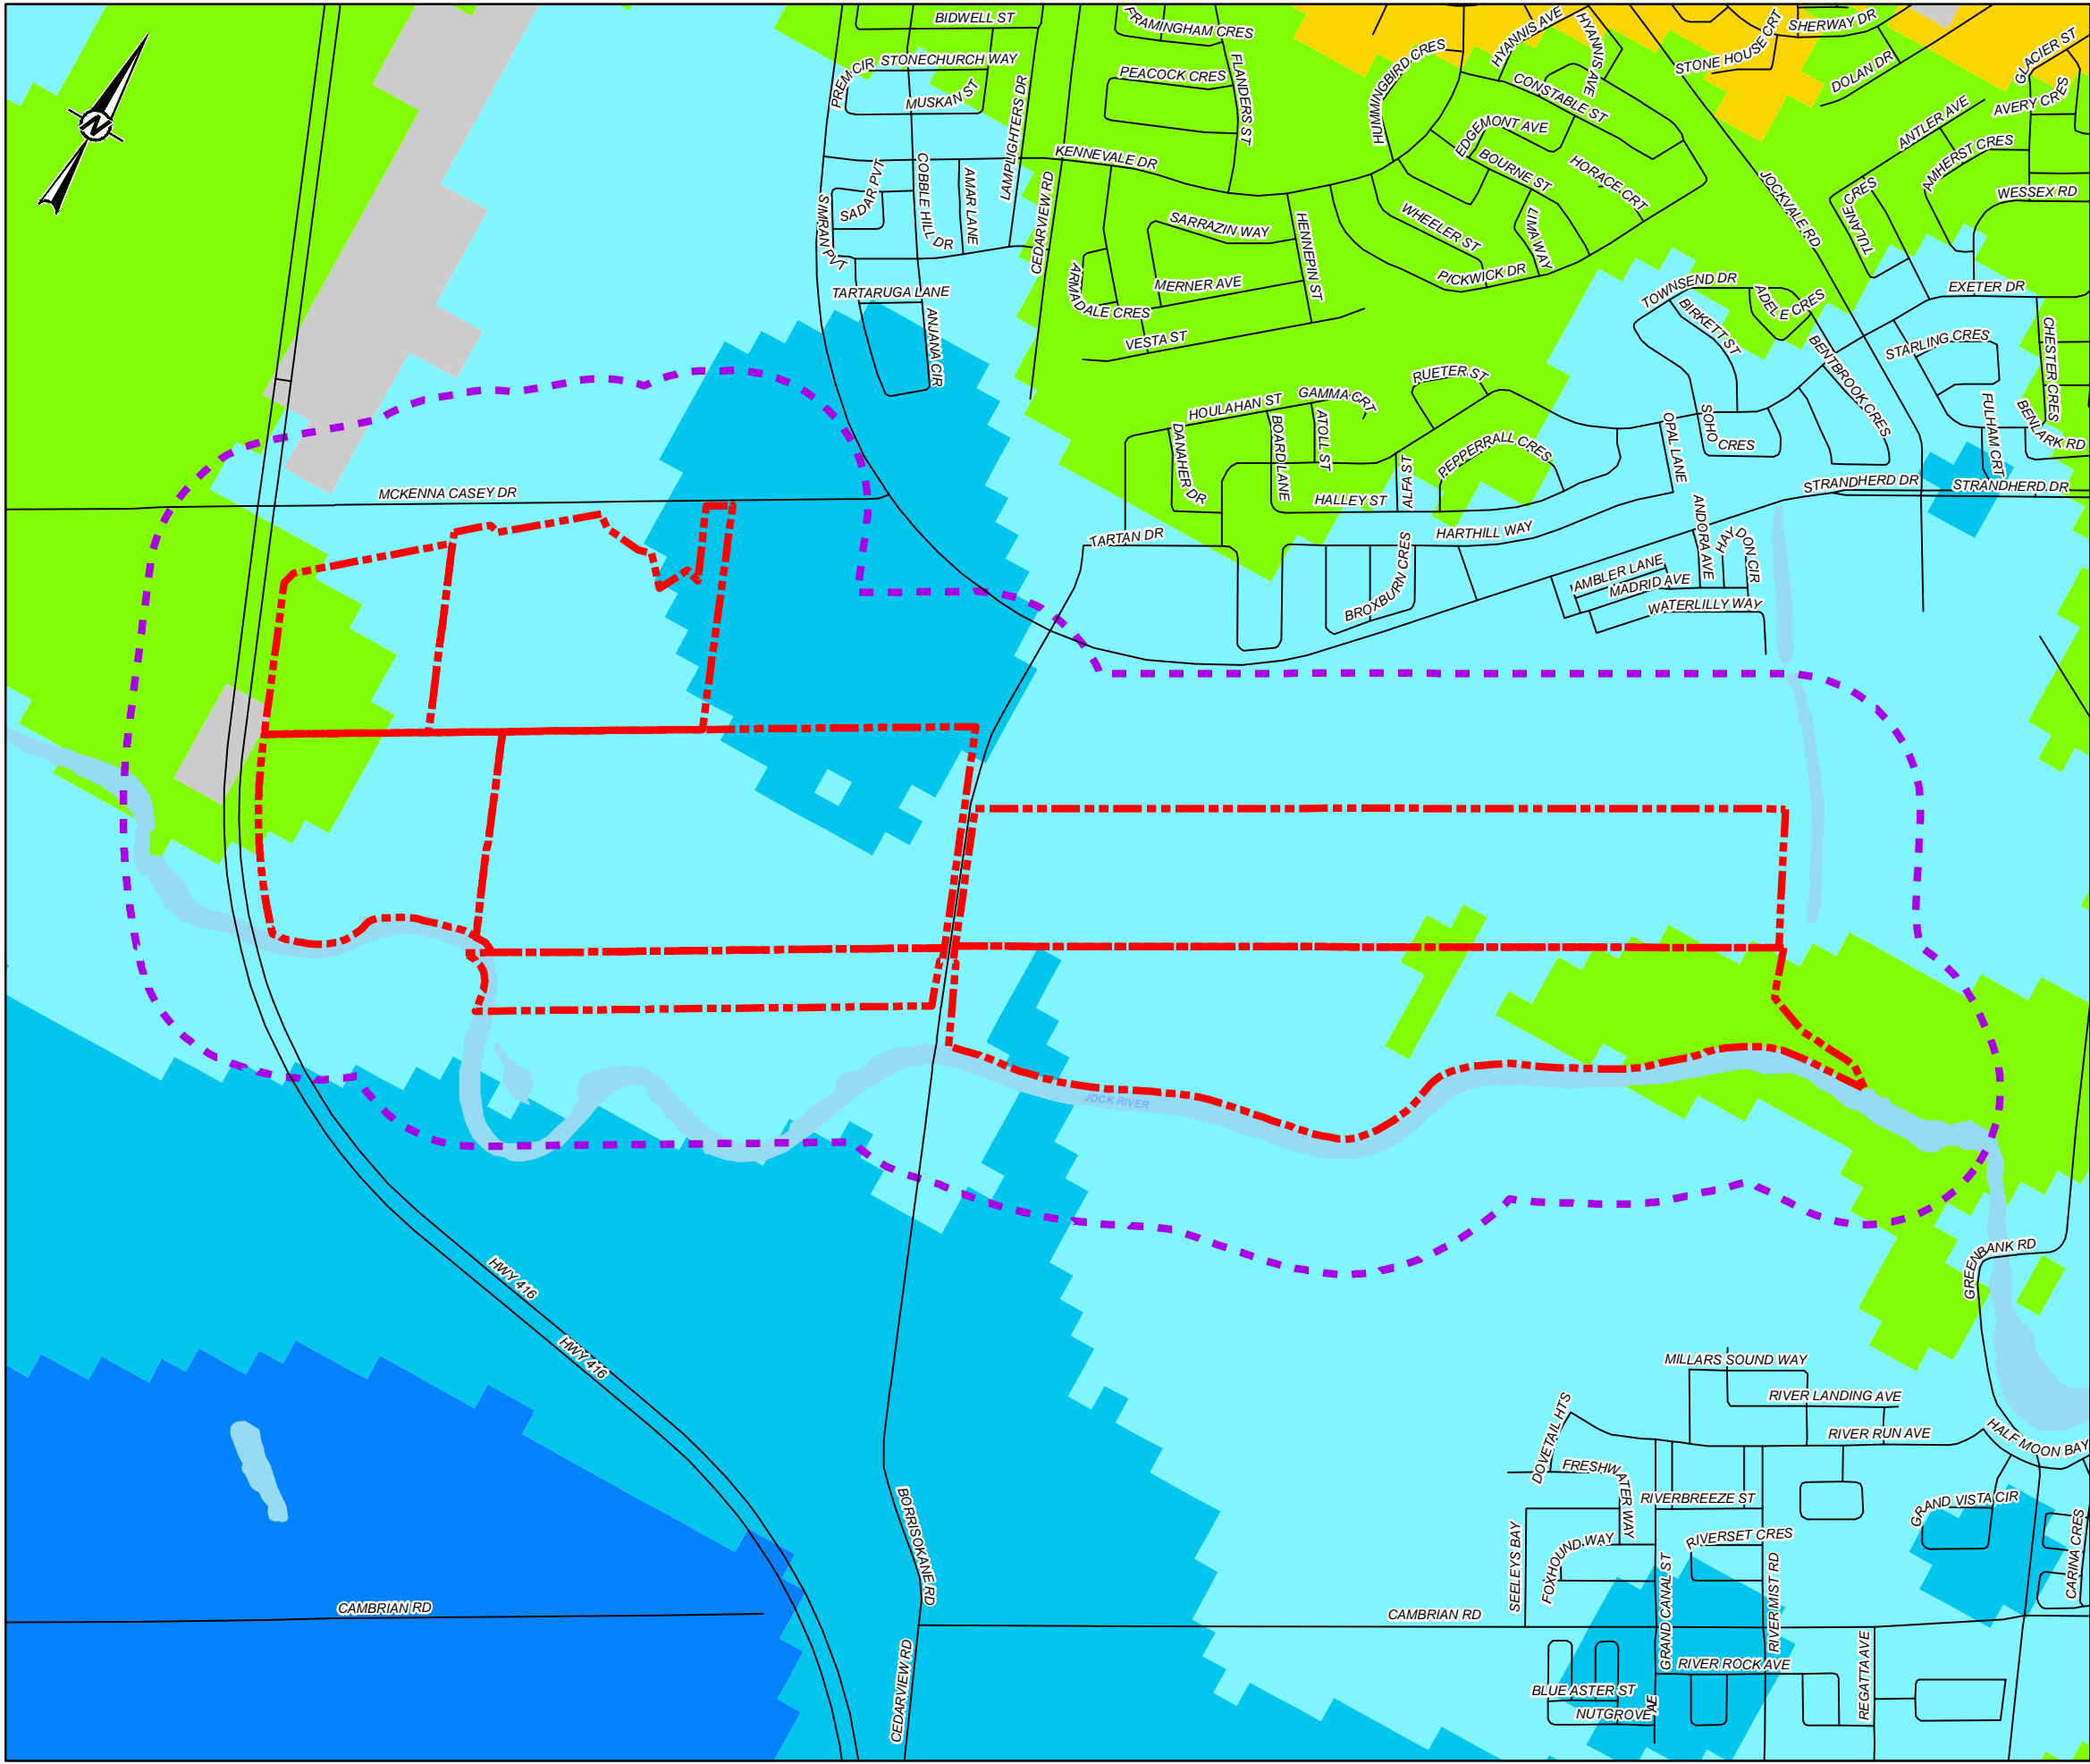 BIDWELL ST
FRAMINGHAM CRES
HYANNIS AVE
HYANNIS AVE
SHERWAY DR
STONE HOUSE CRT
GLACIER ST
STONECHURCH WAY
PREM CIR
MUSKAN ST
LAMPLIGHTERS DR
PEACOCK CRES
FLANDERS ST
HUMMINGBIRD CRES
CONSTABLE ST
DOLAN DR
AVERY CRES
ANTLER AVE
AMHERST CRES
EDGEMONT AVE
BOURNE ST
HORACE CRT
KENNEVALE DR
JOCKVALE RD
TULANE CRES
WESSEX RD
N
SADAR PVT
COBBLE HILL DR
AMAR LANE
SIMRAN PVT
CEDARVIEW RD
SARRAZIN WAY
HENNEPIN ST
WHEELER ST
LIMA WAY
PICKWICK DR
ARMADALE CRES
MERNER AVE
VESTA ST
TARTARUGA LANE
ANJANA CIR
TOWNSEND DR
BIRKETT ST
ADELE CRES
EXETER DR
STARLING CRES
CHESTER CRES
BENTBROOK CRES
RUETER ST
HOULAHAN ST
GAMMA CRT
DANAHER DR
BOARD LANE
ATOLL ST
ALFA ST
PEPPERRALL CRES
OPAL LANE
SOHO CRES
FULHAM CRT
BENLARK RD
MCKENNA CASEY DR
HALLEY ST
STRANDHERD DR
STRANDHERD DR
TARTAN DR
HARTHILL WAY
BROXBURN CRES
ANDORA AVE
HAYDON CIR
AMBLER LANE
MADRID AVE
WATERLILLY WAY
JOCK RIVER
GREENBANK RD
HWY 416
HWY 416
MILLARS SOUND WAY
RIVER LANDING AVE
DOVETAIL HTS
RIVER RUN AVE
HALF MOON BAY
FRESHWATER WAY
RIVERBREEZE ST
GRAND VISTA CIR
BORRISOKANE RD
SEELEYS BAY
FOXHOUND WAY
RIVERSET CRES
GRAND CANAL ST
RIVER MIST RD
CARINA CRES
CAMBRIAN RD
CAMBRIAN RD
CEDARVIEW RD
RIVER ROCK AVE
REGATTA AVE
BLUE ASTER ST
NUTGROVE AE